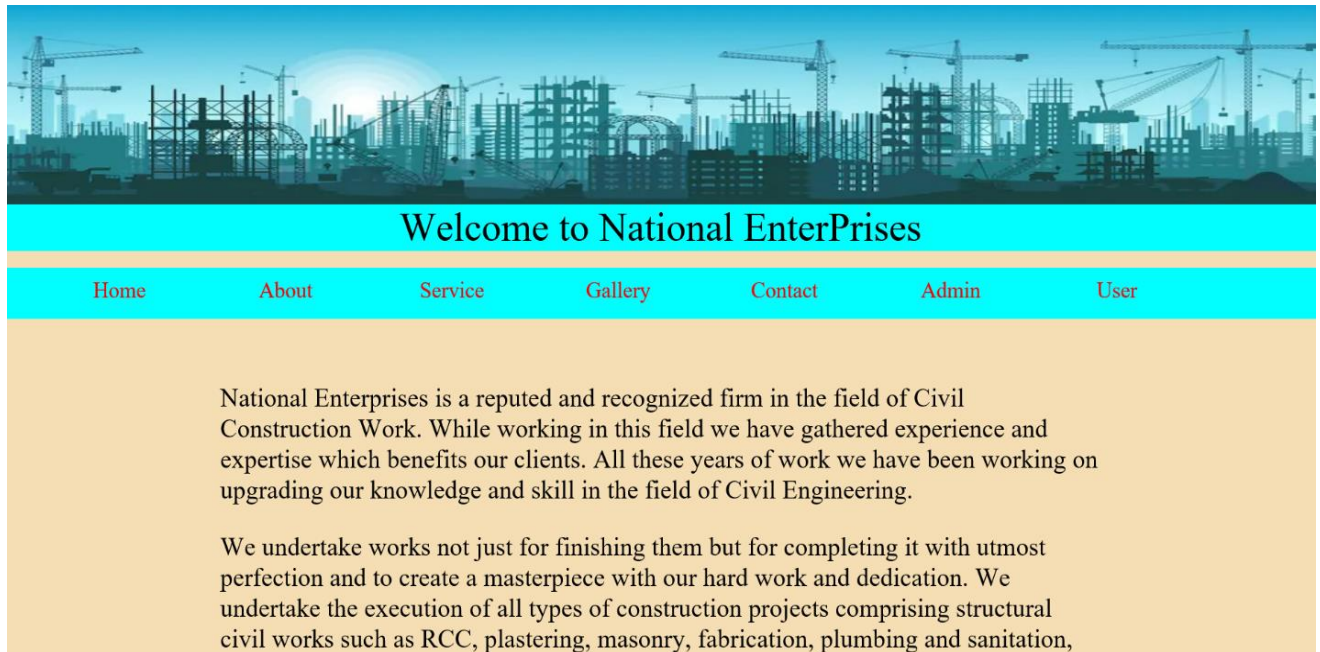 Welcome to National EnterPrises
Home About Service Gallery Contact Admin User
National Enterprises is a reputed and recognized firm in the field of Civil
Construction Work. While working in this field we have gathered experience and
expertise which benefits our clients. All these years of work we have been working on
upgrading our knowledge and skill in the field of Civil Engineering.
We undertake works not just for finishing them but for completing it with utmost
perfection and to create a masterpiece with our hard work and dedication. We
undertake the execution of all types of construction projects comprising structural
civil works such as RCC, plastering, masonry, fabrication, plumbing and sanitation,